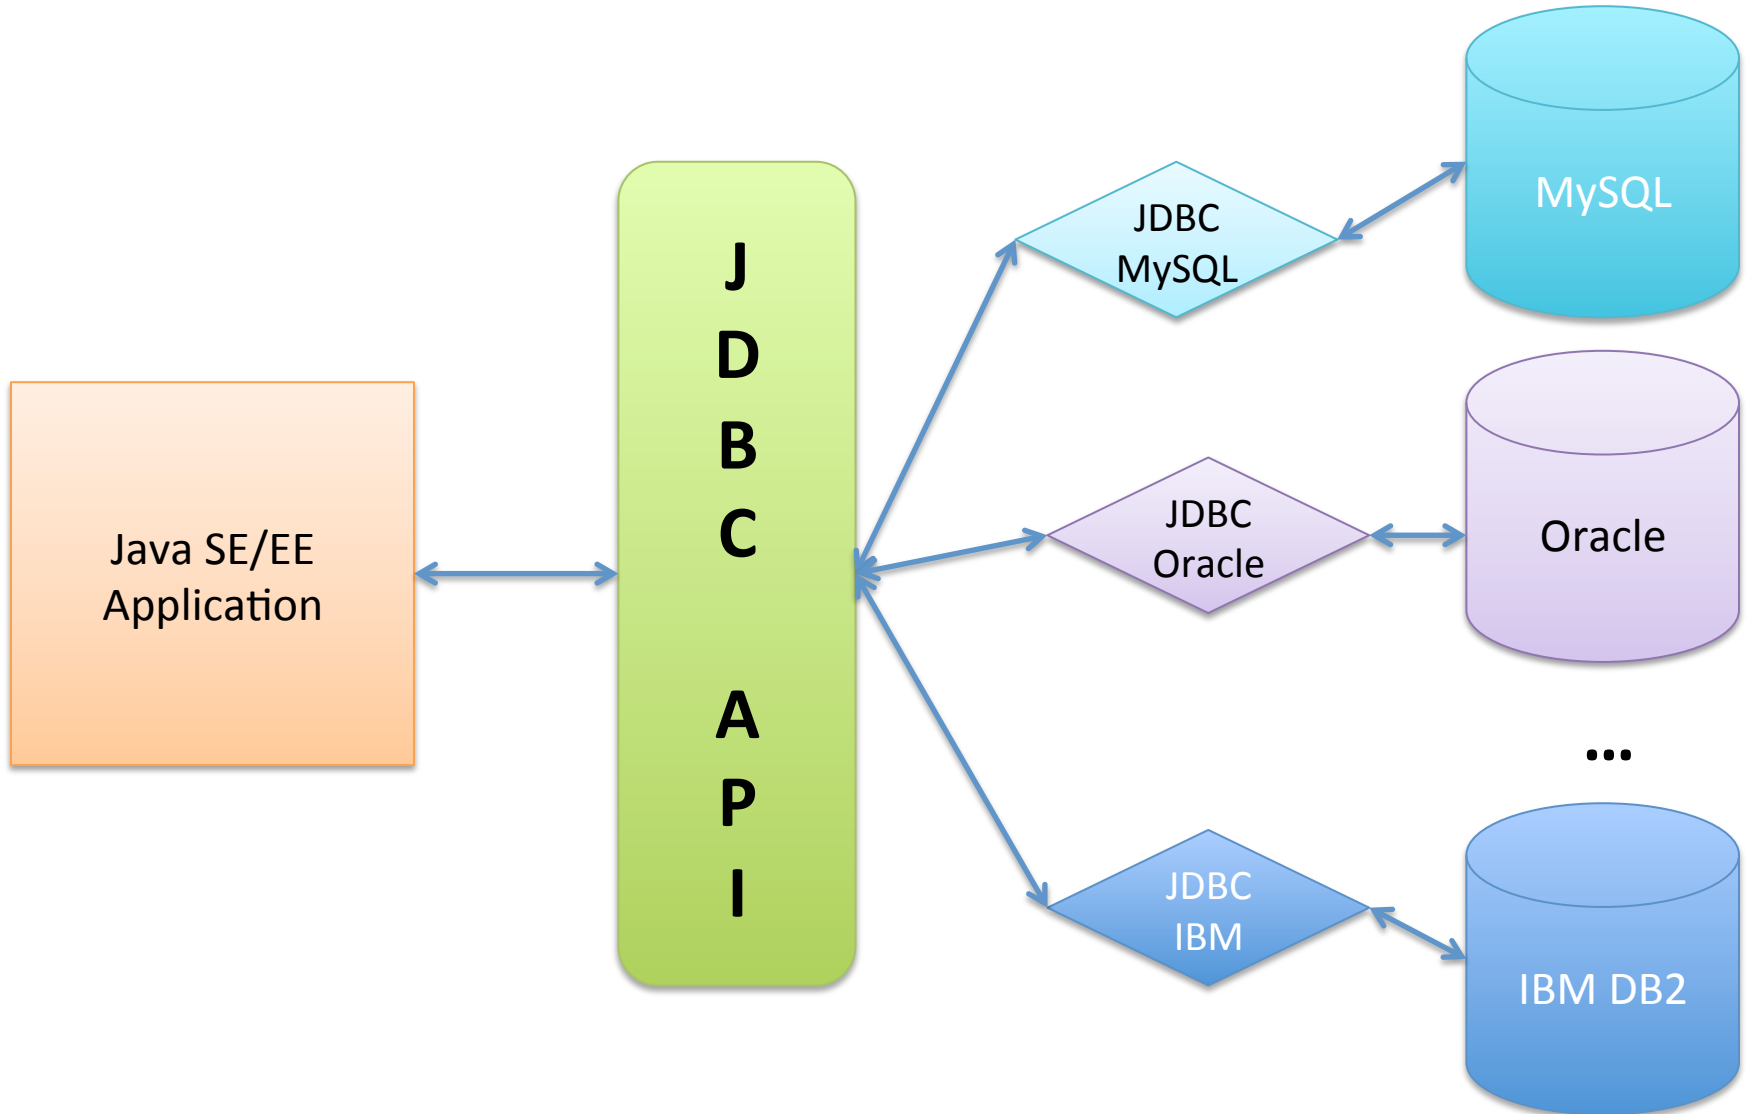 Java SE/EE
Application
J
D
B
C
A
P
I
JDBC
MySQL
MySQL
JDBC
Oracle
Oracle
...
JDBC
IBM
IBM DB2